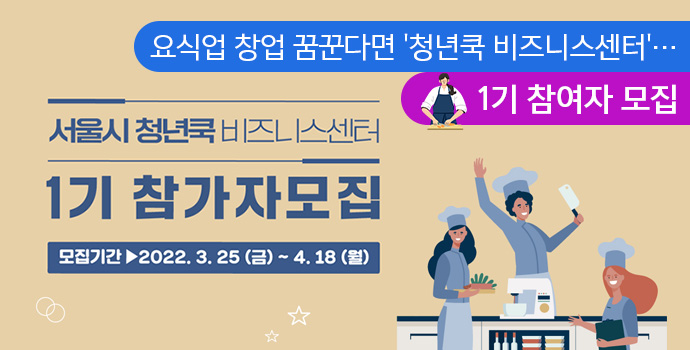 요식업 창업 꿈꾼다면 '청년쿡 비즈니스센터'…
1기 참여자 모집
서울시 청년쿡 비즈니스센터
1기 참가자모집
모집기간 ▶2022. 3. 25 (금) ~ 4. 18 (월)